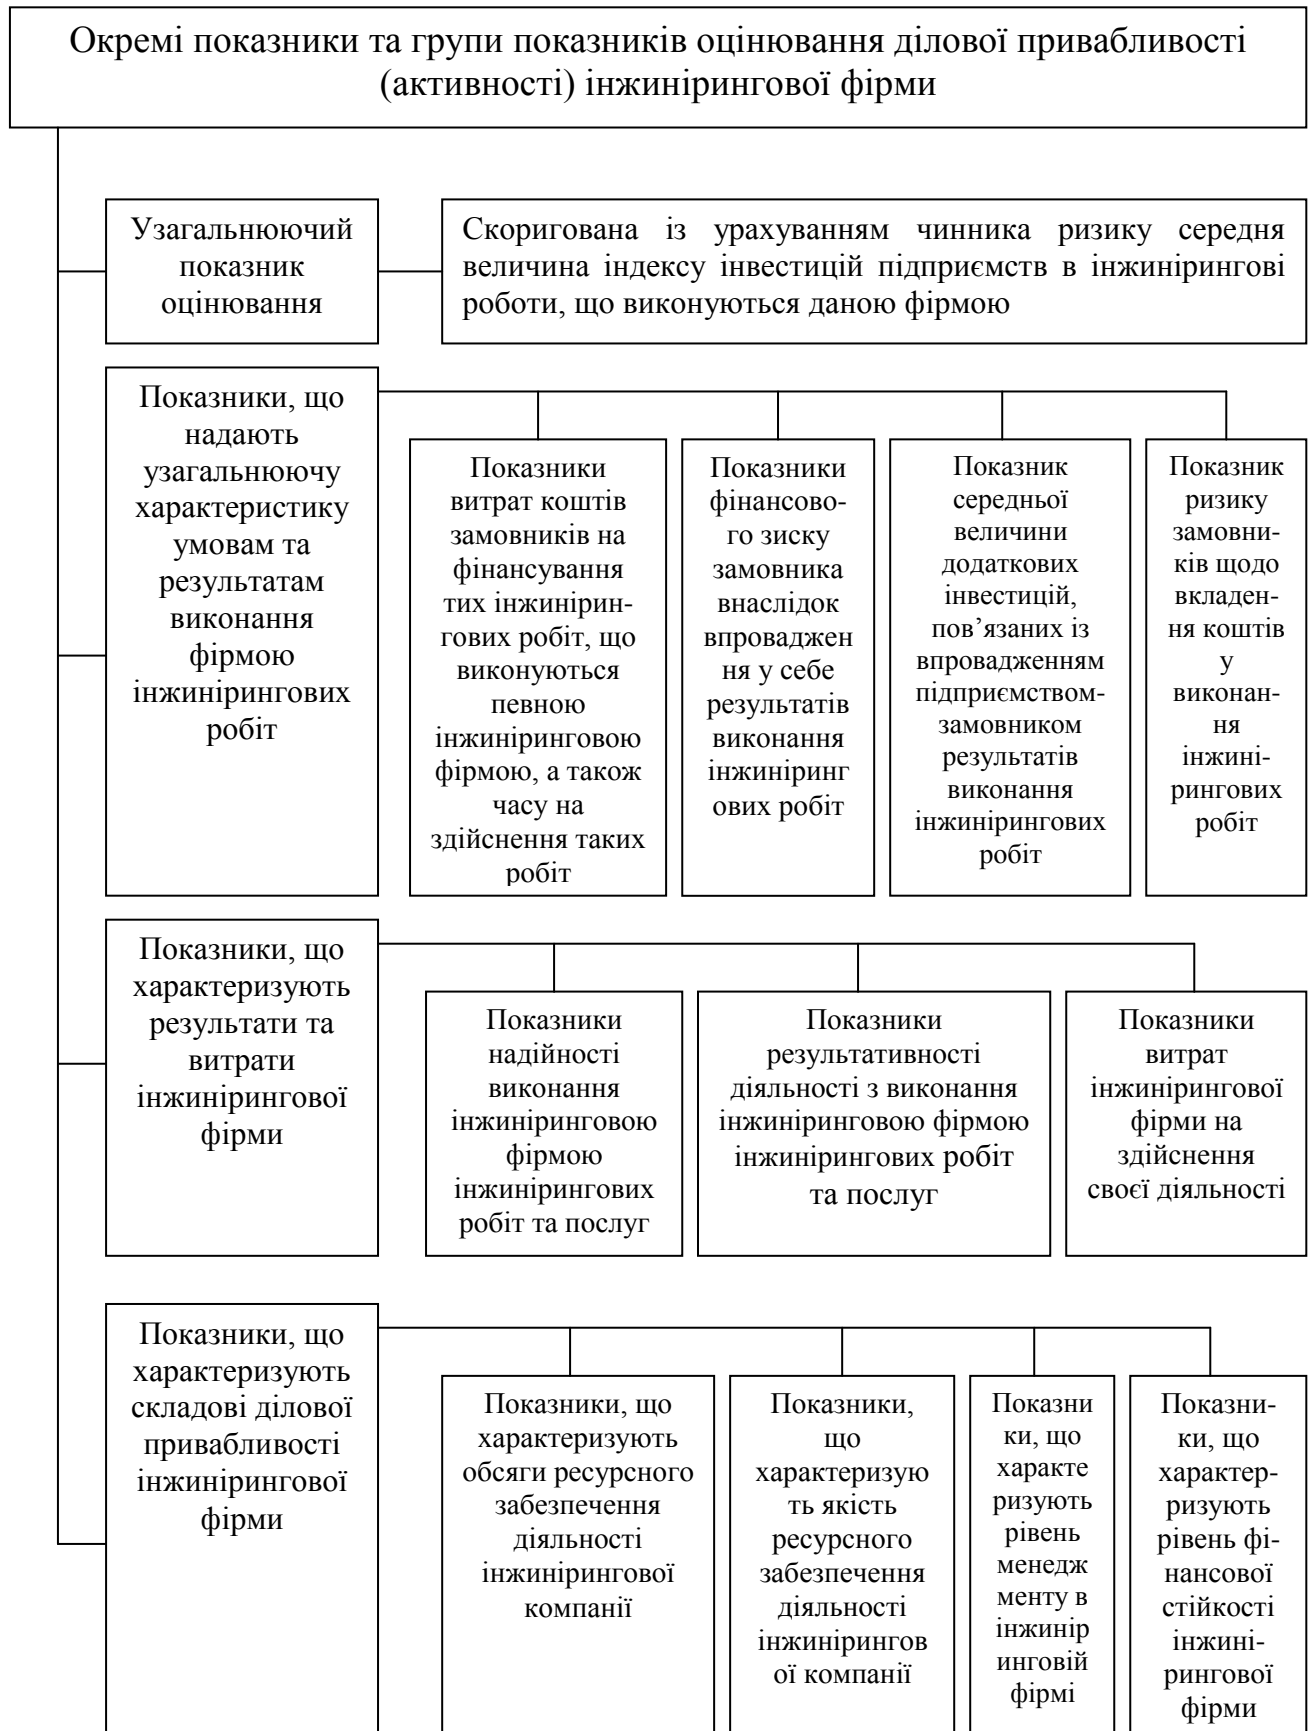 Окремі показники та групи показників оцінювання ділової привабливості
(активності) інжинірингової фірми
Узагальнюючий
показник
оцінювання
Скоригована із урахуванням чинника ризику середня
величина індексу інвестицій підприємств в інжинірингові
роботи, що виконуються даною фірмою
Показники, що
надають
узагальнюючу
характеристику
умовам та
результатам
виконання
фірмою
інжинірингових
робіт
Показники
витрат коштів
замовників на
фінансування
тих інжинірин-
гових робіт, що
виконуються
певною
інжиніринговою
фірмою, а також
часу на
здійснення таких
робіт
Показники
фінансово-
го зиску
замовника
внаслідок
впроваджен
ня у себе
результатів
виконання
інжиніринг
ових робіт
Показник
середньої
величини
додаткових
інвестицій,
пов’язаних із
впровадженням
підприємством-
замовником
результатів
виконання
інжинірингових
робіт
Показник
ризику
замовни-
ків щодо
вкладен-
ня коштів
у
виконан-
ня
інжині-
рингових
робіт
Показники, що
характеризують
результати та
витрати
інжинірингової
фірми
Показники
надійності
виконання
інжиніринговою
фірмою
інжинірингових
робіт та послуг
Показники
результативності
діяльності з виконання
інжиніринговою фірмою
інжинірингових робіт
та послуг
Показники
витрат
інжинірингової
фірми на
здійснення
своєї діяльності
Показники, що
характеризують
складові ділової
привабливості
інжинірингової
фірми
Показники, що
характеризують
обсяги ресурсного
забезпечення
діяльності
інжинірингової
компанії
Показники,
що
характеризую
ть якість
ресурсного
забезпечення
діяльності
інжинірингов
ої компанії
Показни
ки, що
характе
ризують
рівень
менедж
менту в
інжинір
инговій
фірмі
Показни-
ки, що
характер-
ризують
рівень фі-
нансової
стійкості
інжині-
рингової
фірми